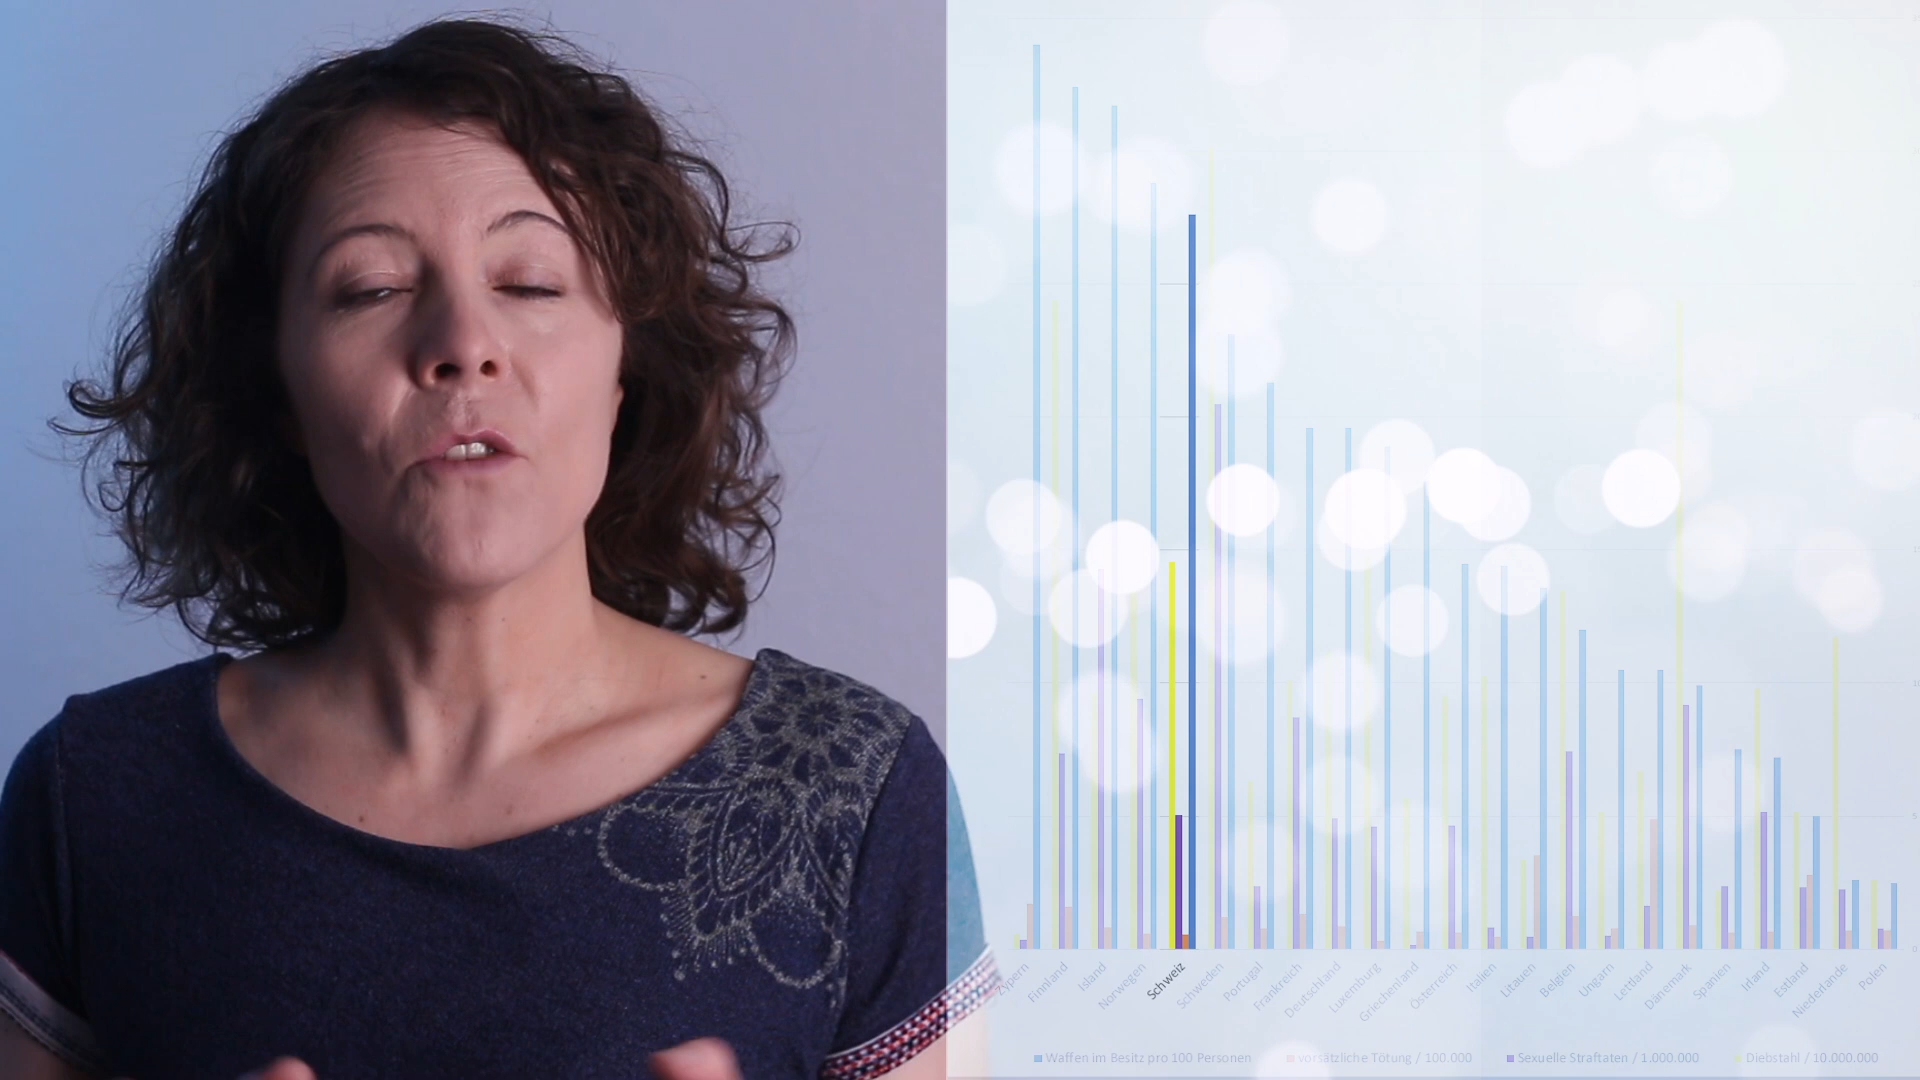 Zypern
Finnland
Island
Norwegen
Schweiz
Schweden
Portugal
Frankreich
Deutschland
Luxemburg
Griechenland
Österreich
Italien
Litauen
Belgien
Ungarn
Lettland
Dänemark
Spanien
Irland
Estland
Niederlande
Polen
Waffen im Besitz pro 100 Personen
vorsätzliche Tötung / 100.000
Sexuelle Straftaten / 1.000.000
Diebstahl / 10.000.000